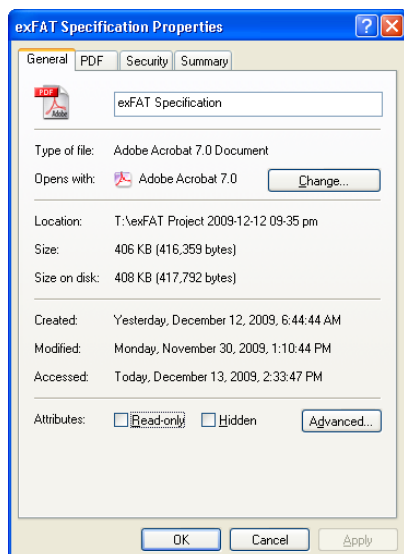 exFAT Specification Properties
General PDF Security Summary
PDF
Adobe
exFAT Specification
Type of file: Adobe Acrobat 7.0 Document
Opens with: Adobe Acrobat 7.0 Change...
Location: T:\exFAT Project 2009-12-12 09-35 pm
Size: 406 KB (416,359 bytes)
Size on disk: 408 KB (417,792 bytes)
Created: Yesterday, December 12, 2009, 6:44:44 AM
Modified: Monday, November 30, 2009, 1:10:44 PM
Accessed: Today, December 13, 2009, 2:33:47 PM
Attributes: Read-only Hidden Advanced...
OK Cancel Apply